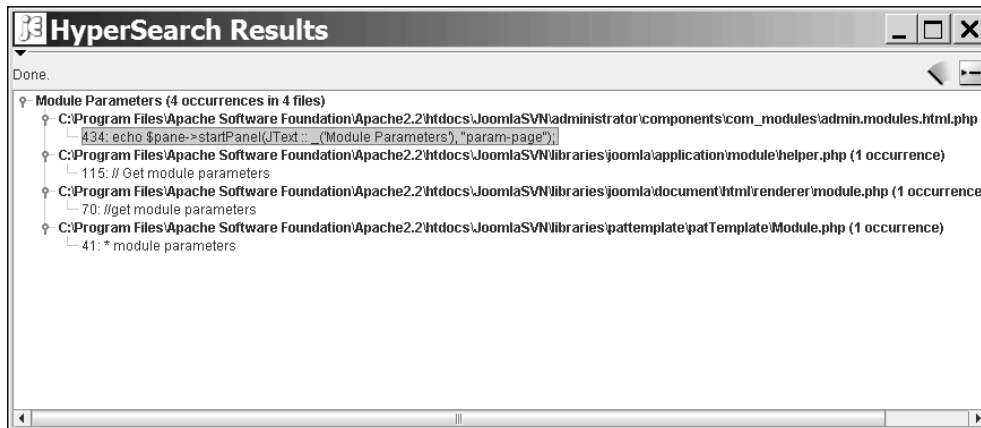 jE HyperSearch Results
Done.
Module Parameters (4 occurrences in 4 files)
C:\Program Files\Apache Software Foundation\Apache2.2\htdocs\JoomlaSVN\administrator\components\com_modules\admin.modules.html.php
434: echo $pane->startPanel(JText :: _('Module Parameters'), "param-page");
C:\Program Files\Apache Software Foundation\Apache2.2\htdocs\JoomlaSVN\libraries\joomla\application\module\helper.php (1 occurrence)
115: // Get module parameters
C:\Program Files\Apache Software Foundation\Apache2.2\htdocs\JoomlaSVN\libraries\joomla\document\html\renderer\module.php (1 occurrence
70: //get module parameters
C:\Program Files\Apache Software Foundation\Apache2.2\htdocs\JoomlaSVN\libraries\pattemplate\patTemplate\Module.php (1 occurrence)
41: * module parameters